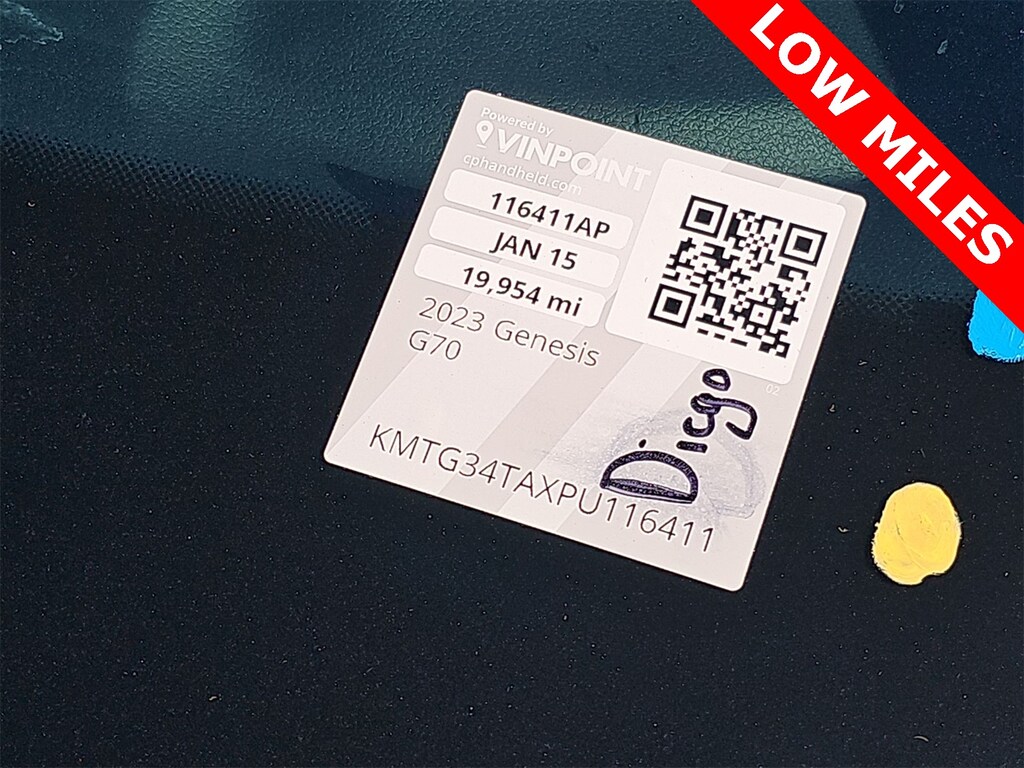 LOW MILES
Powered by
VINPOINT
cphandheld.com
116411AP
JAN 15
19,954 mi
2023 Genesis
G70
02
Diego
KMTG34TAXPU116411